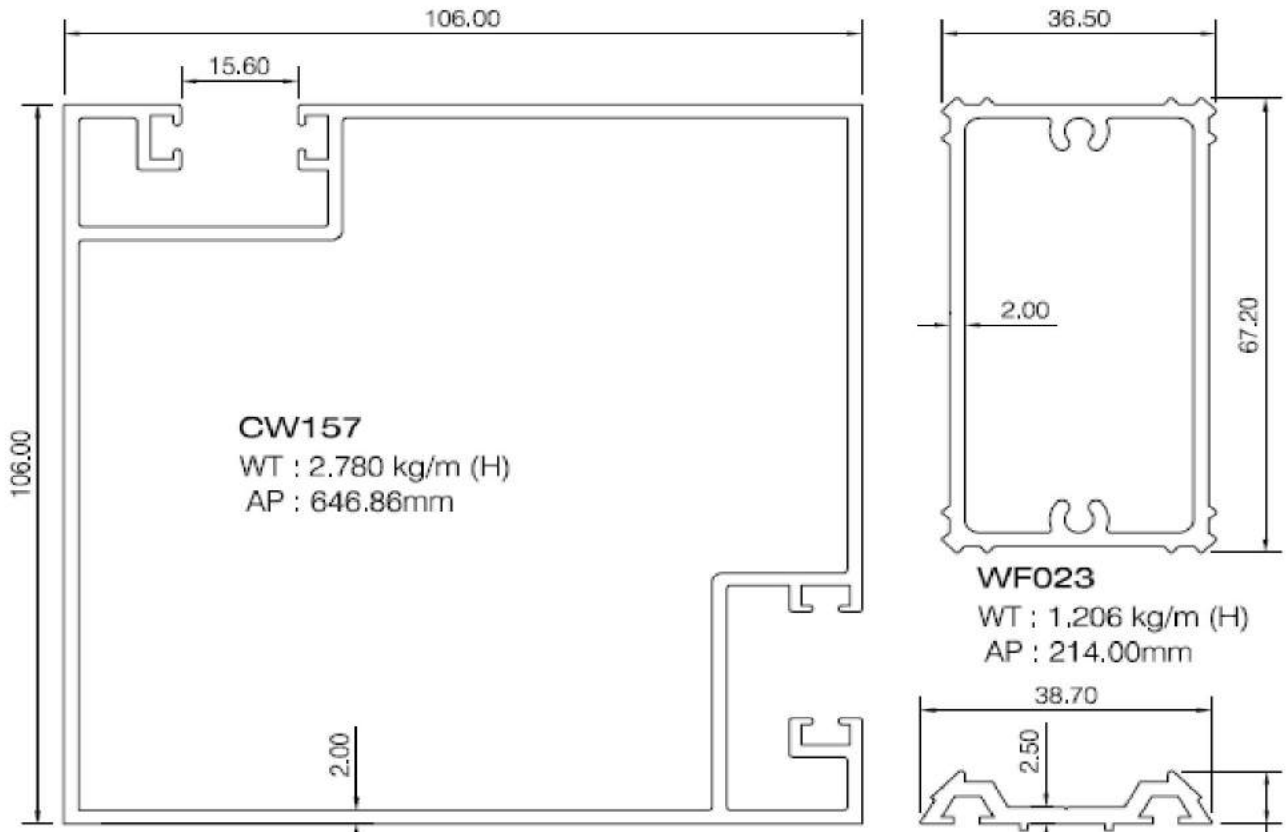 106.00
36.50
15.60
2.00
67.20
106.00
CW157
WT : 2.780 kg/m (H)
AP : 646.86mm
WF023
WT : 1.206 kg/m (H)
AP : 214.00mm
38.70
2.00
2.50